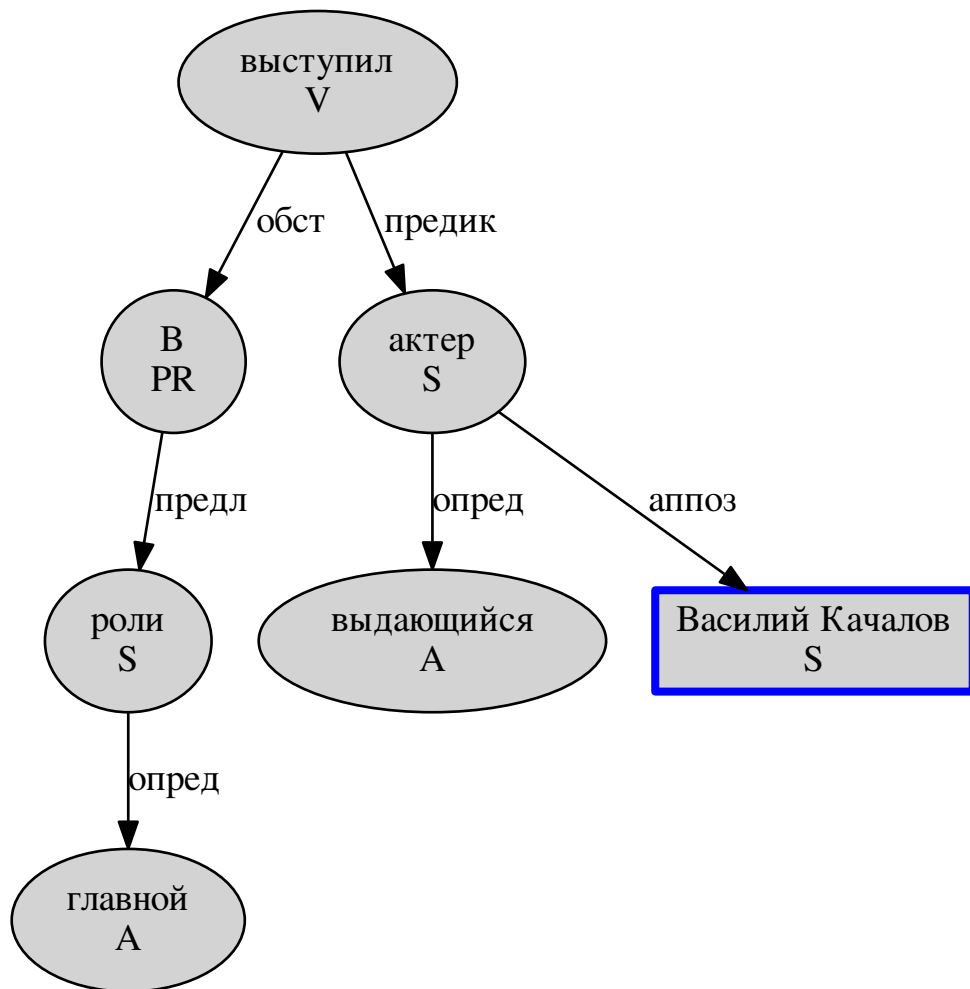 выступил
V
обст
предик
В
PR
актер
S
предл
опред
аппоз
роли
S
выдающийся
A
Василий Качалов
S
опред
главной
A